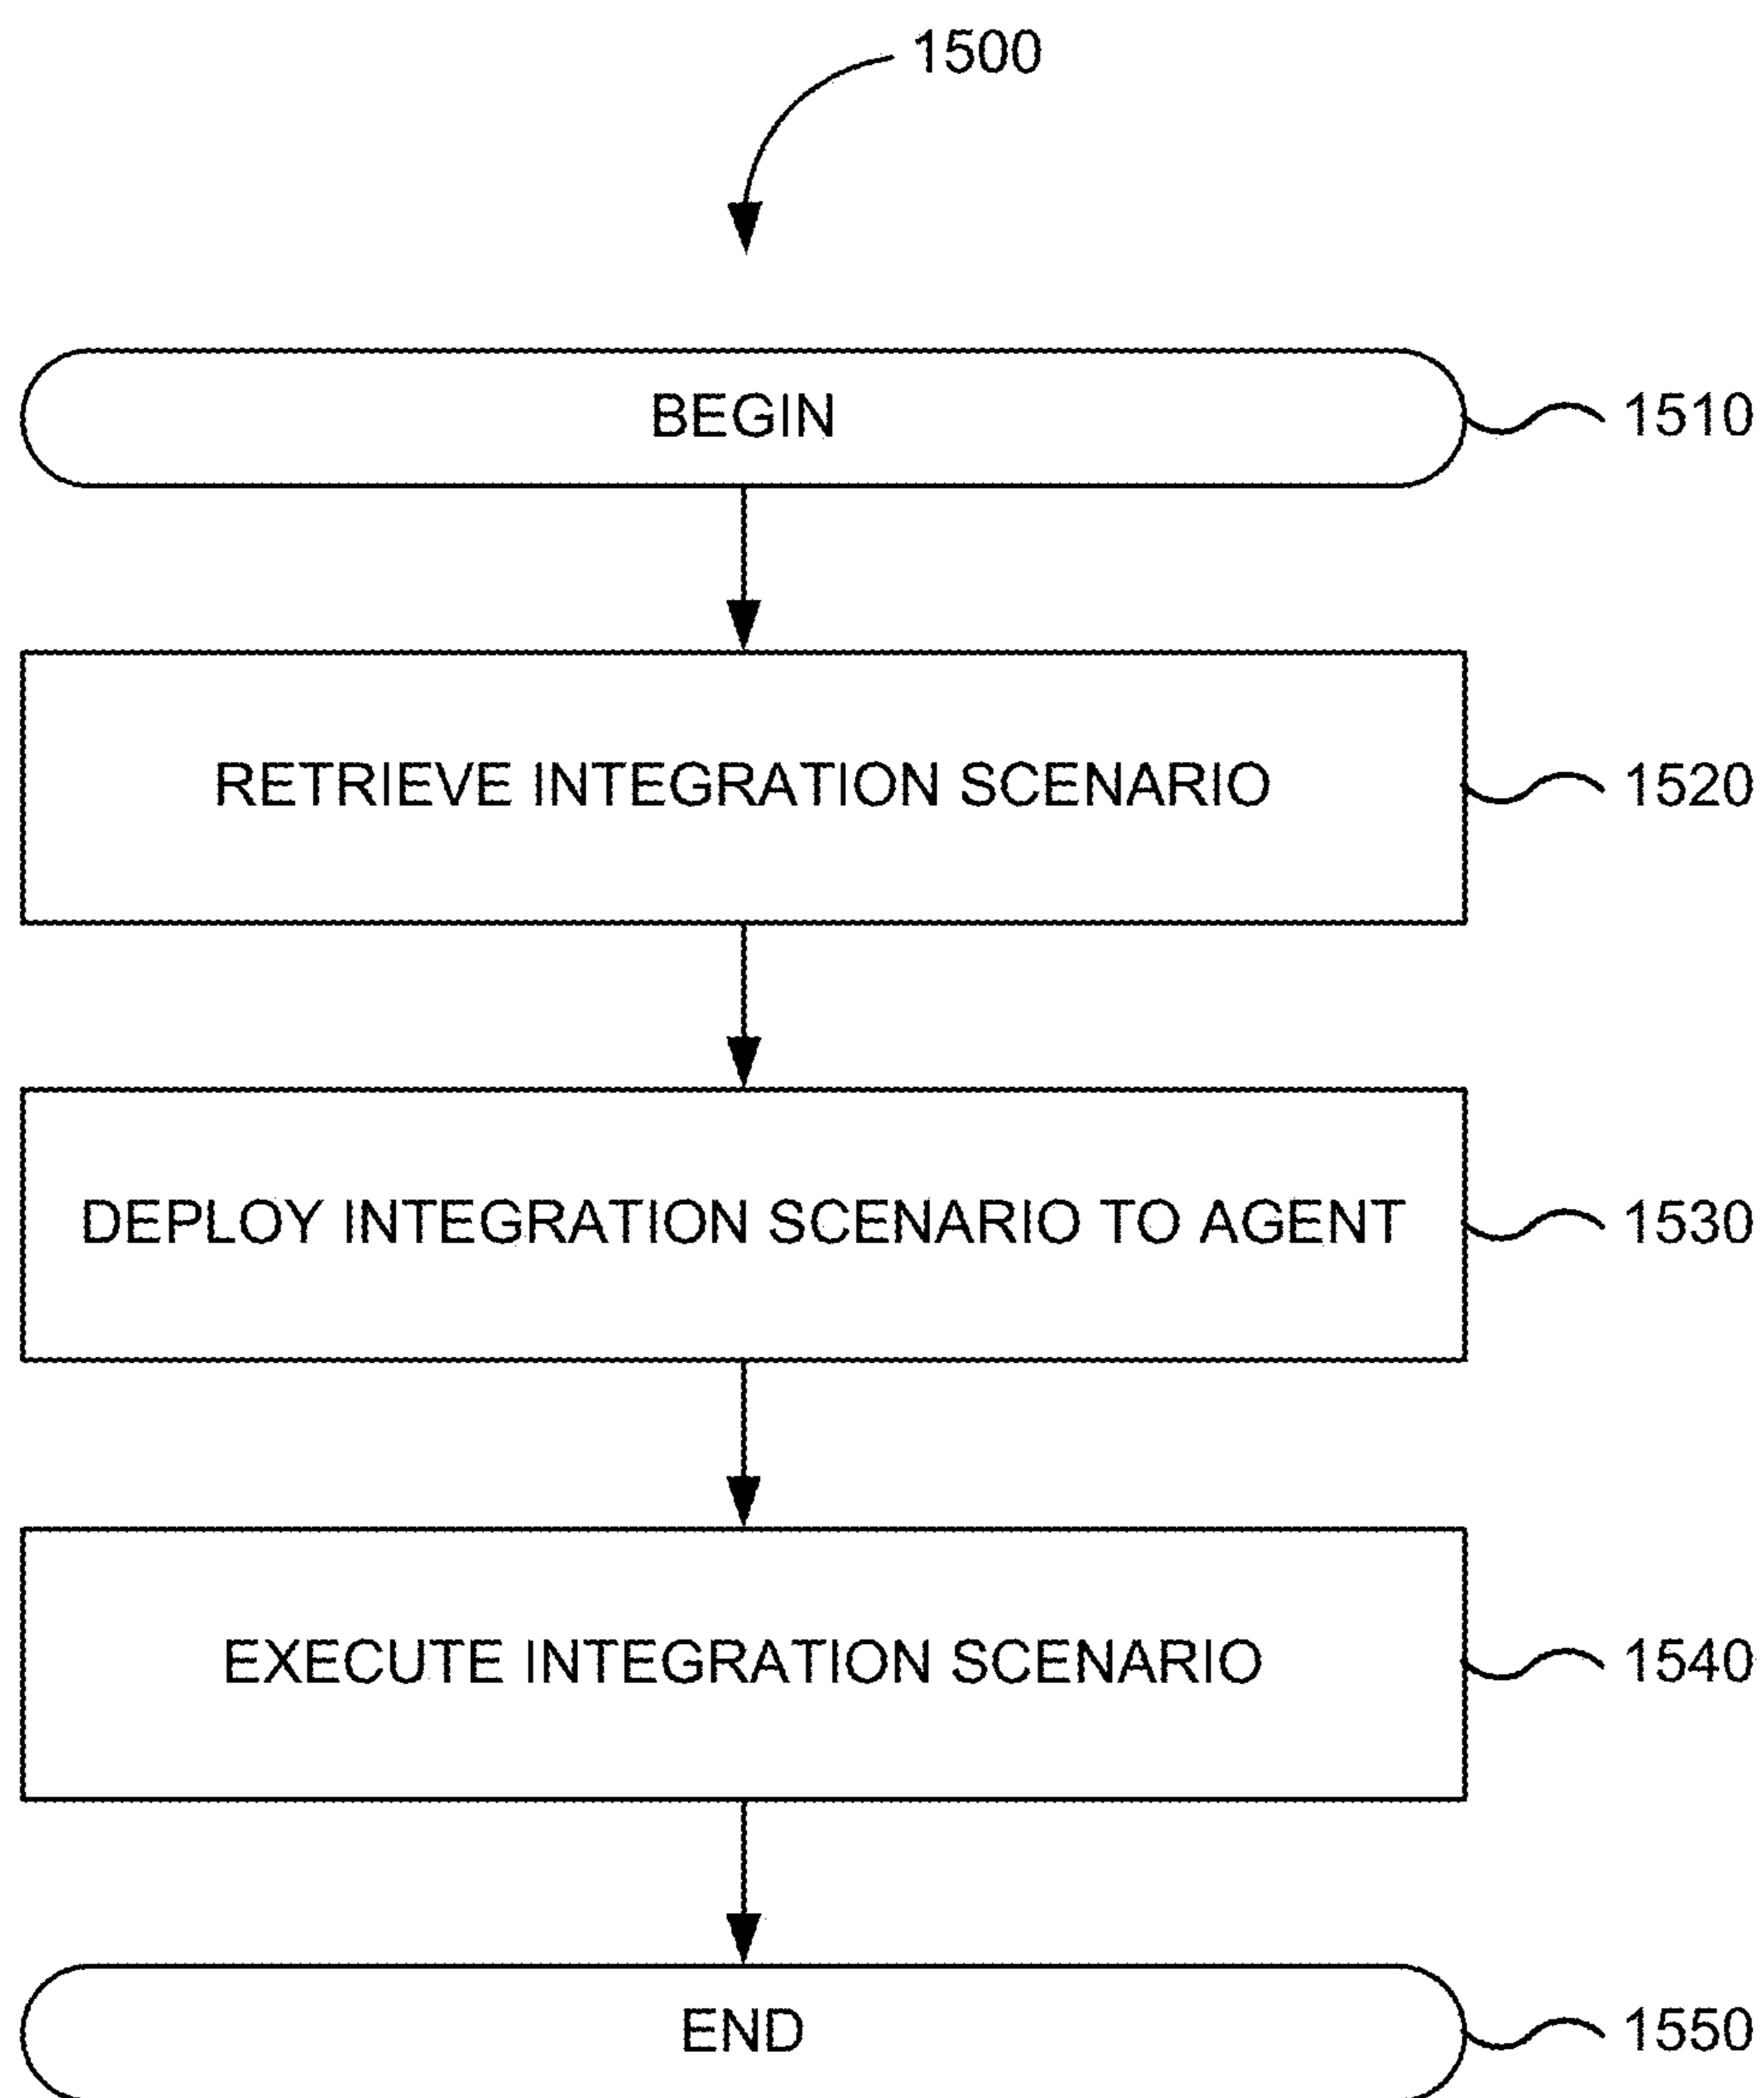 1500
BEGIN 1510
RETRIEVE INTEGRATION SCENARIO 1520
DEPLOY INTEGRATION SCENARIO TO AGENT 1530
EXECUTE INTEGRATION SCENARIO 1540
END 1550